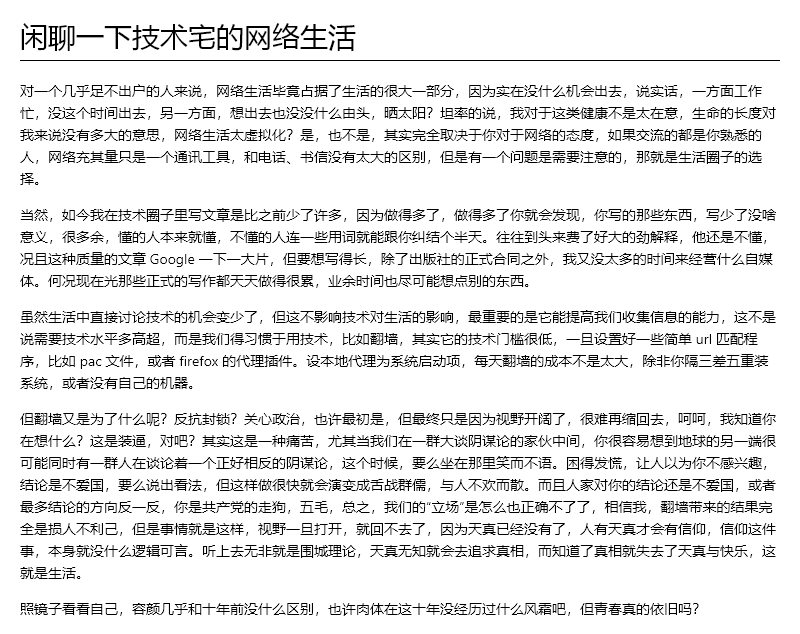 闲聊一下技术宅的网络生活
对一个几乎足不出户的人来说，网络生活毕竟占据了生活的很大一部分，因为实在没什么机会出去，说实话，一方面工作
忙，没这个时间出去，另一方面，想出去也没没什么由头，晒太阳？坦率的说，我对于这类健康不是太在意，生命的长度对
我来说没有多大的意思，网络生活太虚拟化？是，也不是，其实完全取决于你对于网络的态度，如果交流的都是你熟悉的
人，网络充其量只是一个通讯工具，和电话、书信没有太大的区别，但是有一个问题是需要注意的，那就是生活圈子的选
择。
当然，如今我在技术圈子里写文章是比之前少了许多，因为做得多了，做得多了你就会发现，你写的那些东西，写少了没啥
意义，很多余，懂的人本来就懂，不懂的人连一些用词就能跟你纠结个半天。往往到头来费了好大的劲解释，他还是不懂，
况且这种质量的文章 Google 一下一大片，但要想写得长，除了出版社的正式合同之外，我又没太多的时间来经营什么自媒
体。何况现在光那些正式的写作都天天做得很累，业余时间也尽可能想点别的东西。
虽然生活中直接讨论技术的机会变少了，但这不影响技术对生活的影响，最重要的是它能提高我们收集信息的能力，这不是
说需要技术水平多高超，而是我们得习惯于用技术，比如翻墙，其实它的技术门槛很低，一旦设置好一些简单 url 匹配程
序，比如 pac 文件，或者 firefox 的代理插件。设本地代理为系统启动项，每天翻墙的成本不是太大，除非你隔三差五重装
系统，或者没有自己的机器。
但翻墙又是为了什么呢？反抗封锁？关心政治，也许最初是，但最终只是因为视野开阔了，很难再缩回去，呵呵，我知道你
在想什么？这是装逼，对吧？其实这是一种痛苦，尤其当我们在一群大谈阴谋论的家伙中间，你很容易想到地球的另一端很
可能同时有一群人在谈论着一个正好相反的阴谋论，这个时候，要么坐在那里笑而不语。困得发慌，让人以为你不感兴趣，
结论是不爱国，要么说出看法，但这样做很快就会演变成舌战群儒，与人不欢而散。而且人家对你的结论还是不爱国，或者
最多结论的方向反一反，你是共产党的走狗，五毛，总之，我们的“立场”是怎么也正确不了了，相信我，翻墙带来的结果完
全是损人不利己，但是事情就是这样，视野一旦打开，就回不去了，因为天真已经没有了，人有天真才会有信仰，信仰这件
事，本身就没什么逻辑可言。听上去无非就是围城理论，天真无知就会去追求真相，而知道了真相就失去了天真与快乐，这
就是生活。
照镜子看看自己，容颜几乎和十年前没什么区别，也许肉体在这十年没经历过什么风霜吧，但青春真的依旧吗？